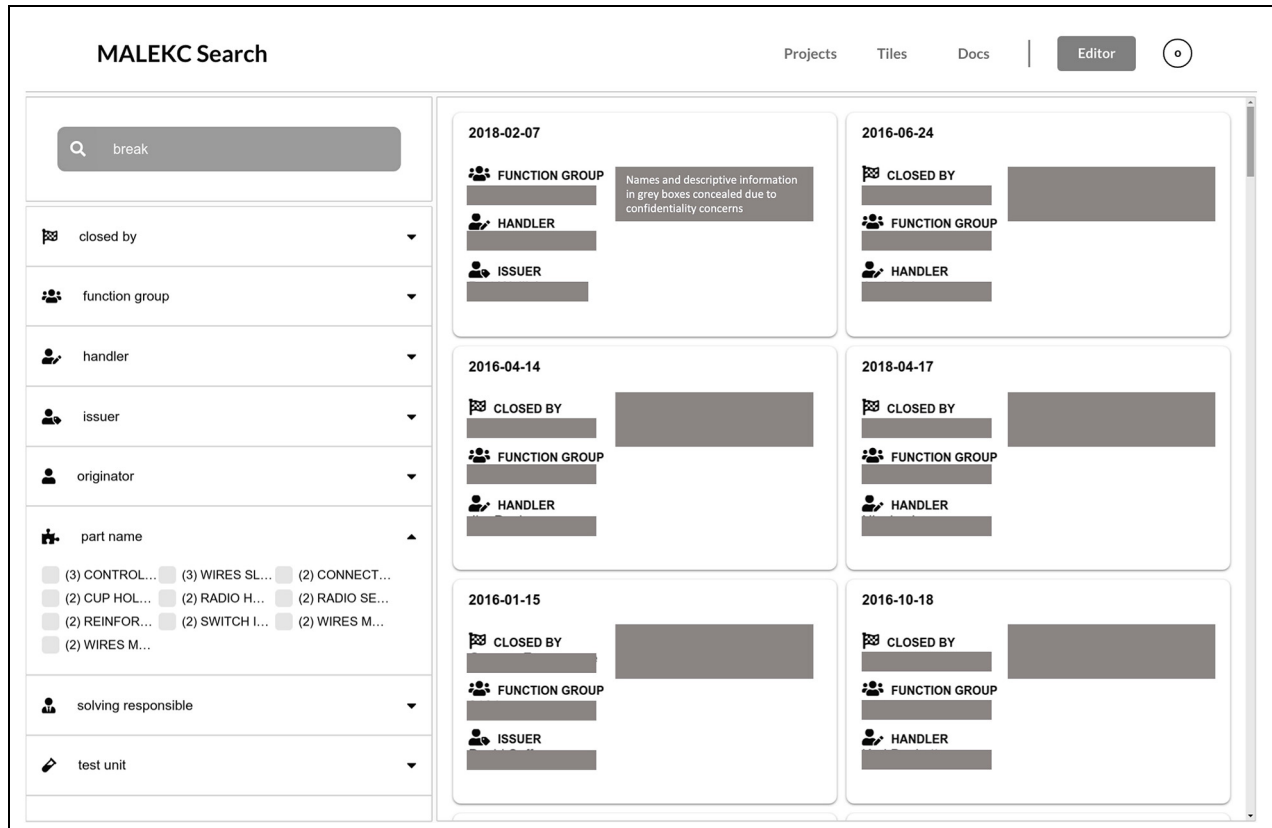 MALEKC Search
Projects Tiles Docs Editor o
break
closed by
function group
handler
issuer
originator
part name
(3) CONTROL... (3) WIRES SL... (2) CONNECT...
(2) CUP HOL... (2) RADIO H... (2) RADIO SE...
(2) REINFOR... (2) SWITCH I... (2) WIRES M...
(2) WIRES M...
solving responsible
test unit
2018-02-07
FUNCTION GROUP
HANDLER
ISSUER
Names and descriptive information
in grey boxes concealed due to
confidentiality concerns
2016-06-24
CLOSED BY
FUNCTION GROUP
HANDLER
2016-04-14
CLOSED BY
FUNCTION GROUP
HANDLER
2018-04-17
CLOSED BY
FUNCTION GROUP
HANDLER
2016-01-15
CLOSED BY
FUNCTION GROUP
ISSUER
2016-10-18
CLOSED BY
FUNCTION GROUP
HANDLER